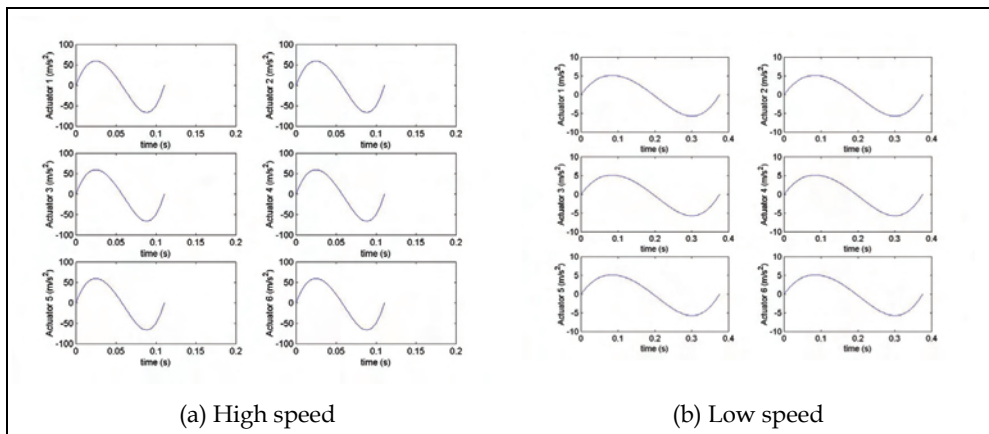 100
50
0
-50
-100
Actuator 1 (m/s²)
0 0.05 0.1 0.15 0.2
time (s)
100
50
0
-50
-100
Actuator 2 (m/s²)
0 0.05 0.1 0.15 0.2
time (s)
100
50
0
-50
-100
Actuator 3 (m/s²)
0 0.05 0.1 0.15 0.2
time (s)
100
50
0
-50
-100
Actuator 4 (m/s²)
0 0.05 0.1 0.15 0.2
time (s)
100
50
0
-50
-100
Actuator 5 (m/s²)
0 0.05 0.1 0.15 0.2
time (s)
100
50
0
-50
-100
Actuator 6 (m/s²)
0 0.05 0.1 0.15 0.2
time (s)
(a) High speed
10
5
0
-5
-10
Actuator 1 (m/s²)
0 0.1 0.2 0.3 0.4
time (s)
10
5
0
-5
-10
Actuator 2 (m/s²)
0 0.1 0.2 0.3 0.4
time (s)
10
5
0
-5
-10
Actuator 3 (m/s²)
0 0.1 0.2 0.3 0.4
time (s)
10
5
0
-5
-10
Actuator 4 (m/s²)
0 0.1 0.2 0.3 0.4
time (s)
10
5
0
-5
-10
Actuator 5 (m/s²)
0 0.1 0.2 0.3 0.4
time (s)
10
5
0
-5
-10
Actuator 6 (m/s²)
0 0.1 0.2 0.3 0.4
time (s)
(b) Low speed